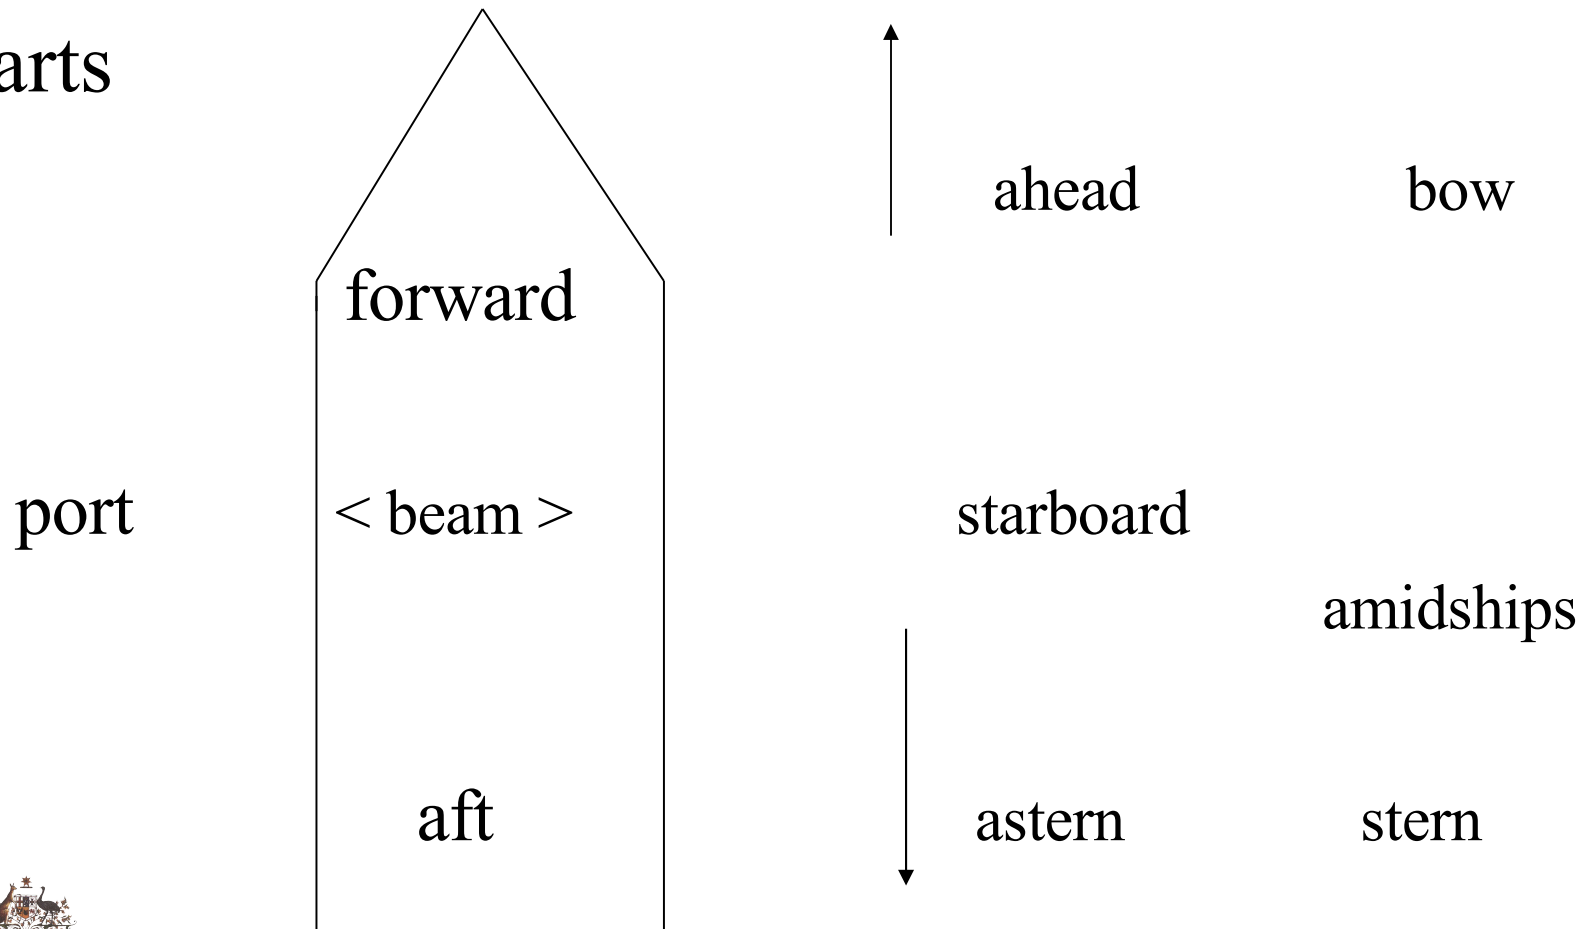 arts
ahead bow
forward
port < beam > starboard
amidships
aft astern stern